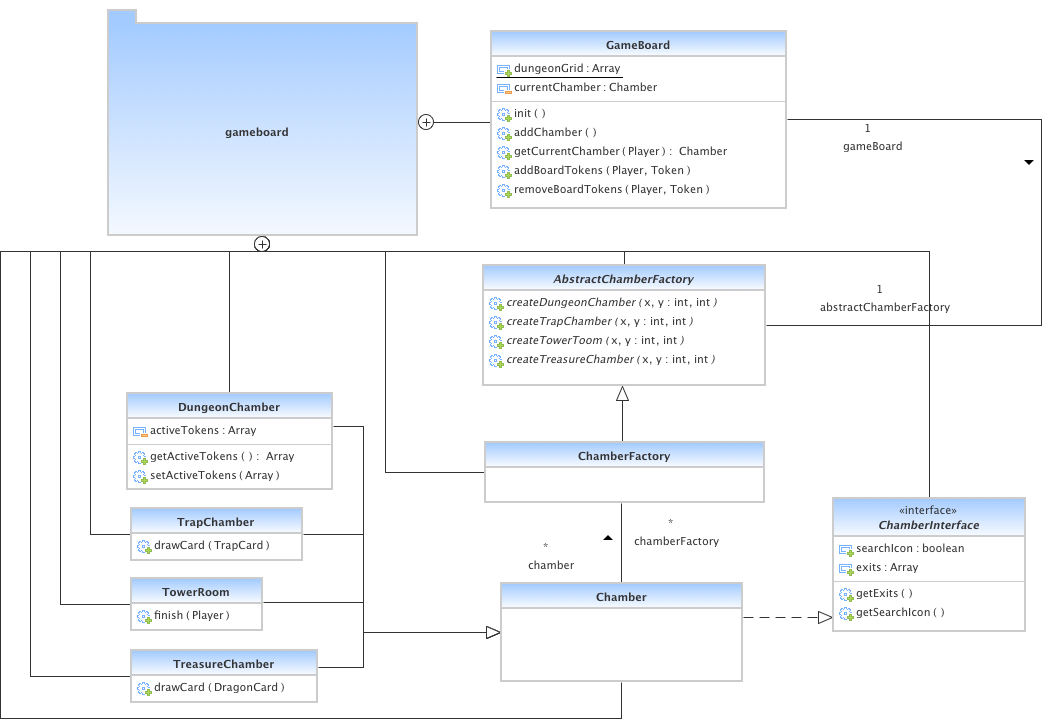 gameboard
GameBoard
dungeonGrid : Array
currentChamber : Chamber
init ( )
addChamber ( )
getCurrentChamber ( Player ) : Chamber
addBoardTokens ( Player, Token )
removeBoardTokens ( Player, Token )
1
gameBoard
AbstractChamberFactory
createDungeonChamber ( x, y : int, int )
createTrapChamber ( x, y : int, int )
createTowerToom ( x, y : int, int )
createTreasureChamber ( x, y : int, int )
1
abstractChamberFactory
DungeonChamber
activeTokens : Array
getActiveTokens ( ) : Array
setActiveTokens ( Array )
ChamberFactory
TrapChamber
drawCard ( TrapCard )
*
chamberFactory
*
chamber
«interface»
ChamberInterface
searchIcon : boolean
exits : Array
getExits ( )
getSearchIcon ( )
TowerRoom
finish ( Player )
Chamber
TreasureChamber
drawCard ( DragonCard )